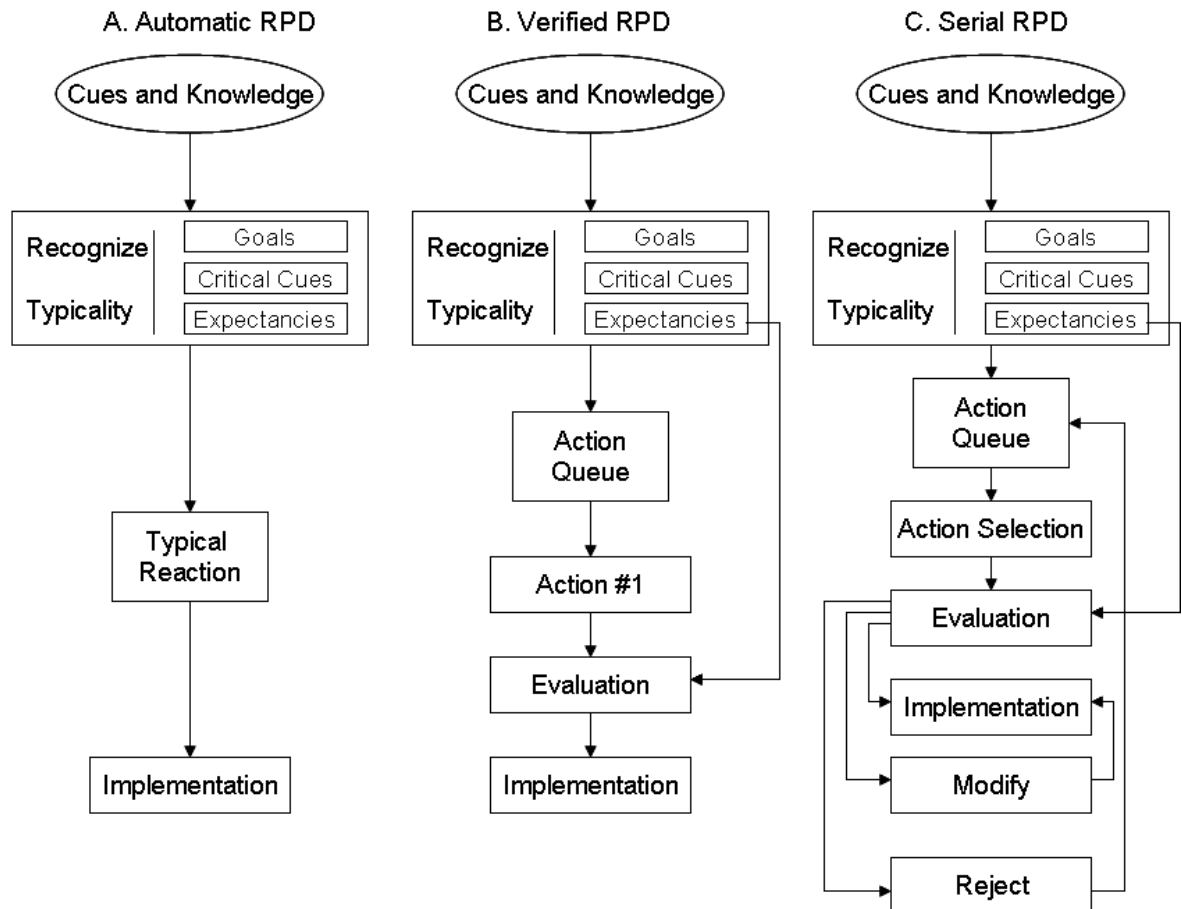 A. Automatic RPD
Cues and Knowledge
Recognize
Typicality
Goals
Critical Cues
Expectancies
Typical
Reaction
Implementation
B. Verified RPD
Cues and Knowledge
Recognize
Typicality
Goals
Critical Cues
Expectancies
Action
Queue
Action #1
Evaluation
Implementation
C. Serial RPD
Cues and Knowledge
Recognize
Typicality
Goals
Critical Cues
Expectancies
Action
Queue
Action Selection
Evaluation
Implementation
Modify
Reject